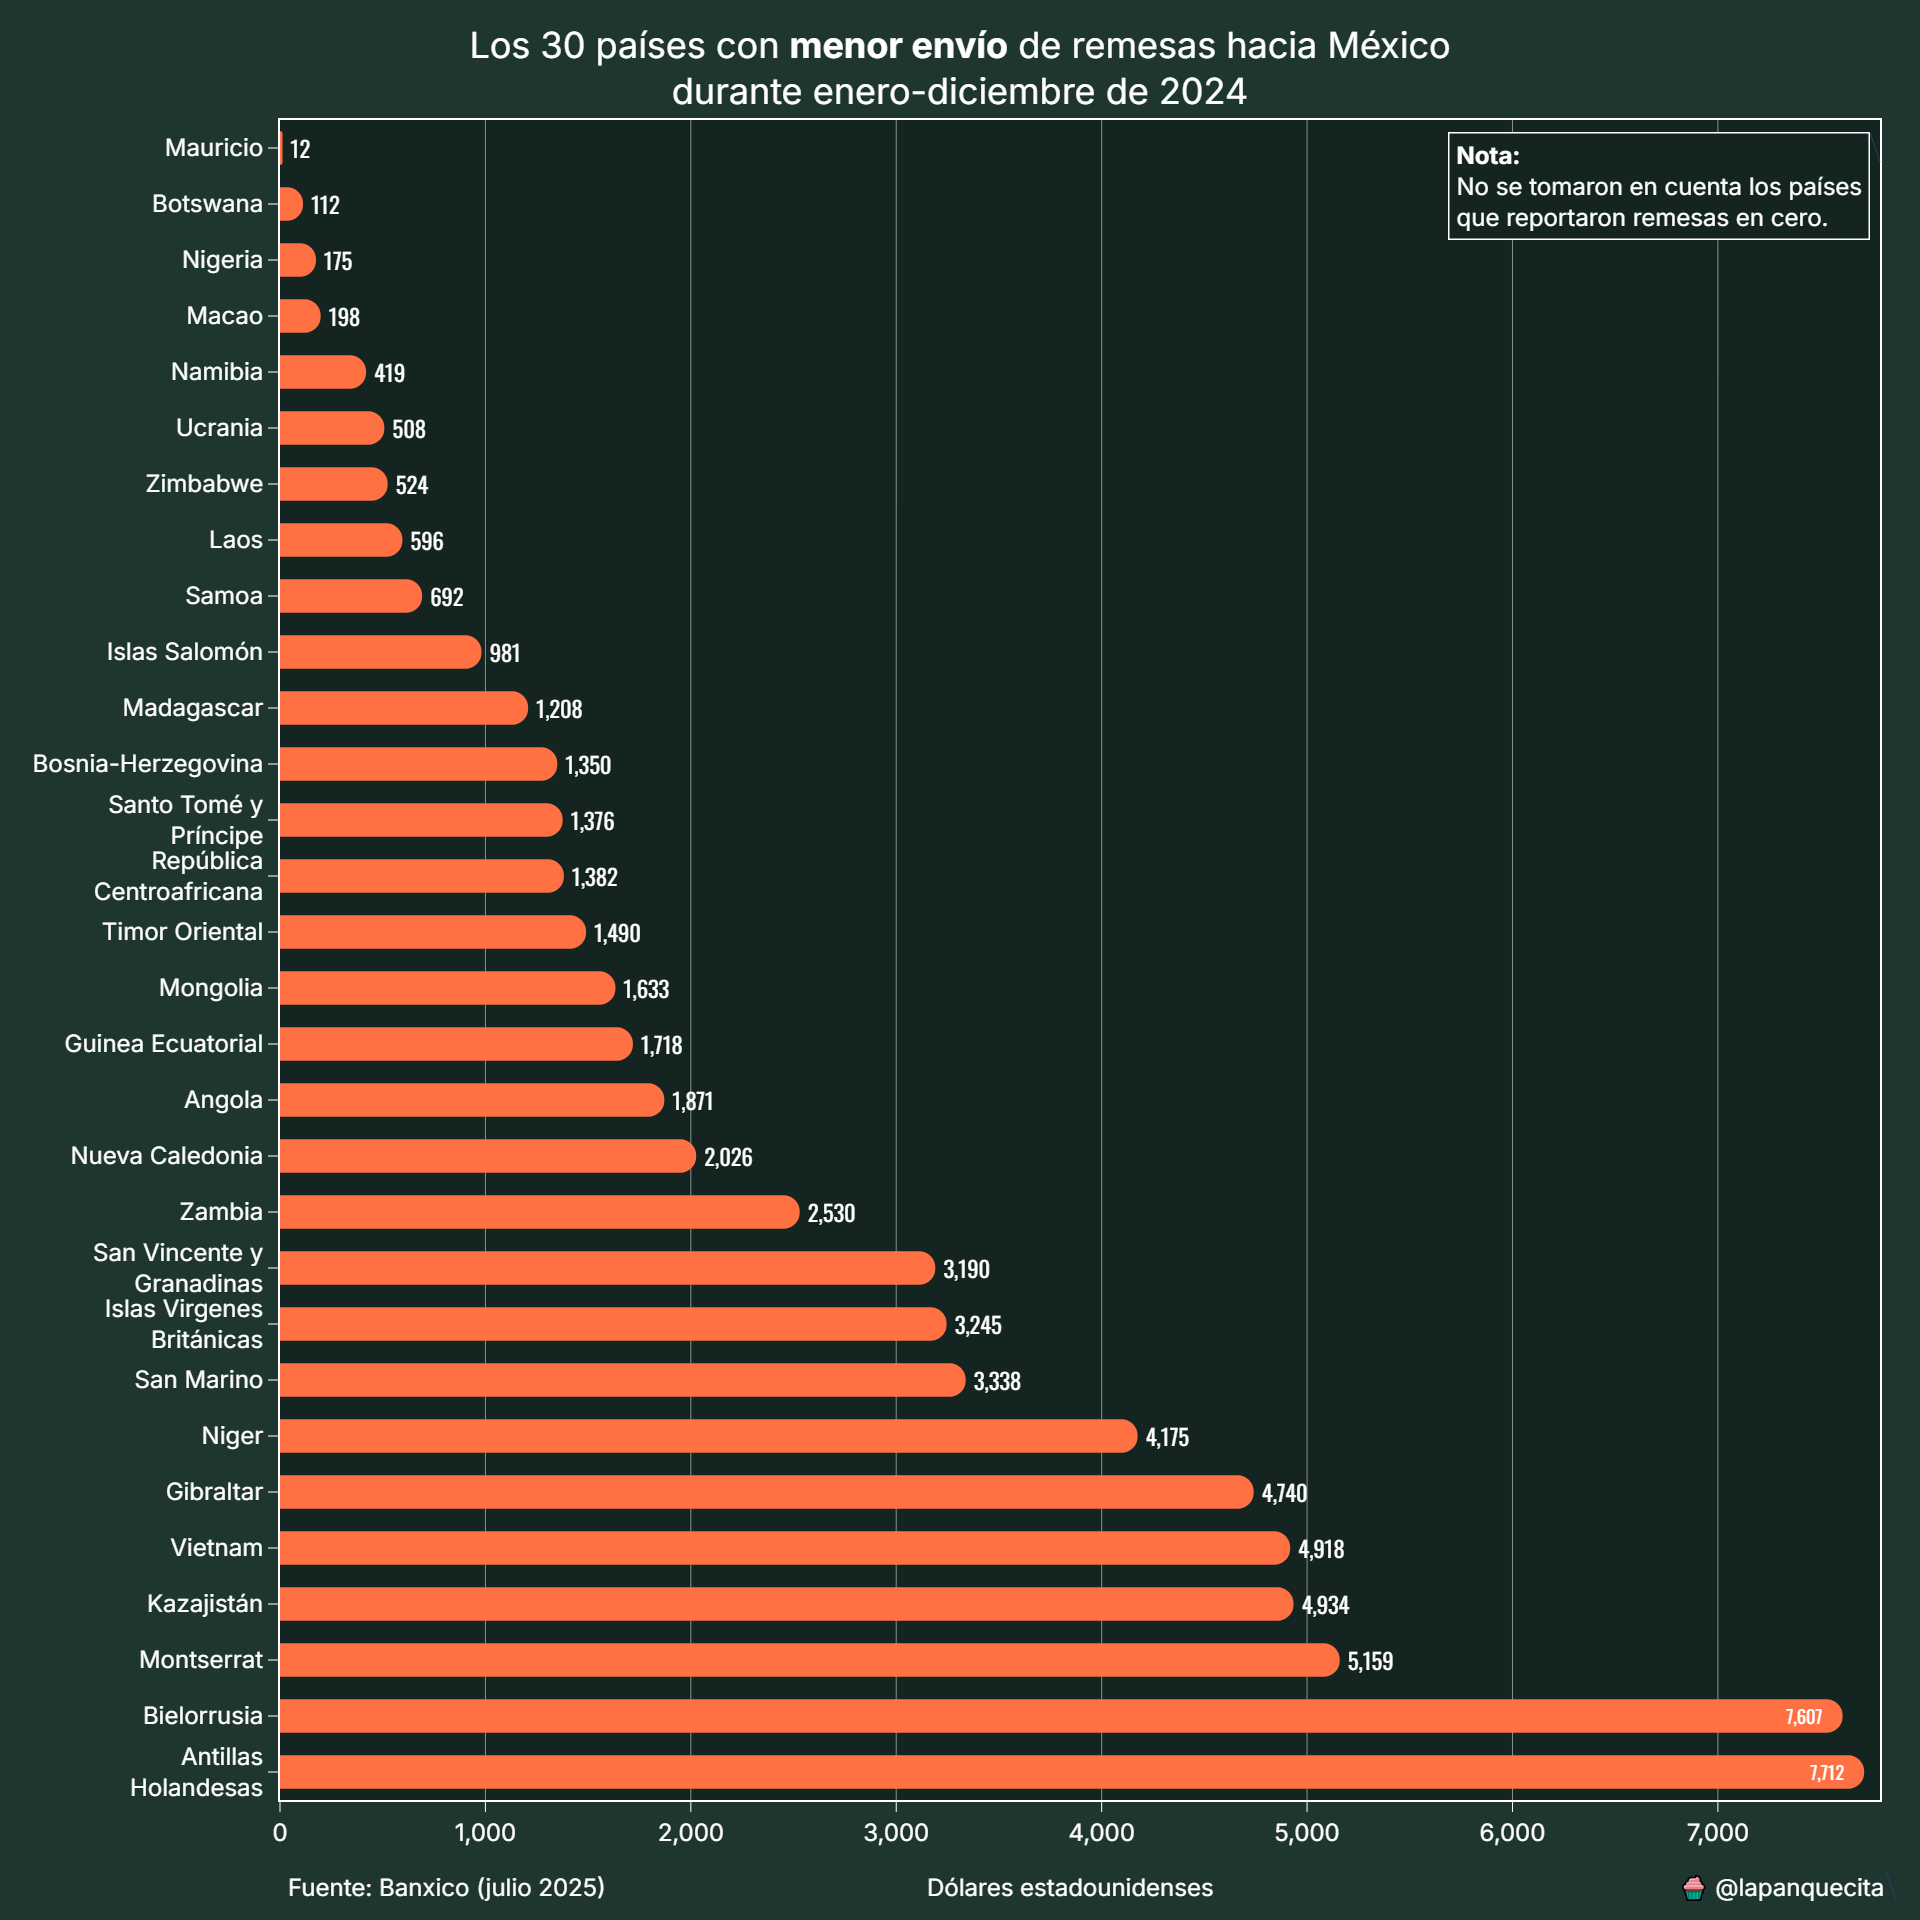 Los 30 países con menor envío de remesas hacia México
durante enero-diciembre de 2024
Nota:
No se tomaron en cuenta los países
que reportaron remesas en cero.
Mauricio 12
Botswana 112
Nigeria 175
Macao 198
Namibia 419
Ucrania 508
Zimbabwe 524
Laos 596
Samoa 692
Islas Salomón 981
Madagascar 1,208
Bosnia-Herzegovina 1,350
Santo Tomé y
Príncipe 1,376
República
Centroafricana 1,382
Timor Oriental 1,490
Mongolia 1,633
Guinea Ecuatorial 1,718
Angola 1,871
Nueva Caledonia 2,026
Zambia 2,530
San Vincente y
Granadinas 3,190
Islas Virgenes
Británicas 3,245
San Marino 3,338
Niger 4,175
Gibraltar 4,740
Vietnam 4,918
Kazajistán 4,934
Montserrat 5,159
Bielorrusia 7,607
Antillas
Holandesas 7,712
0 1,000 2,000 3,000 4,000 5,000 6,000 7,000
Fuente: Banxico (julio 2025) Dólares estadounidenses @lapanquecita